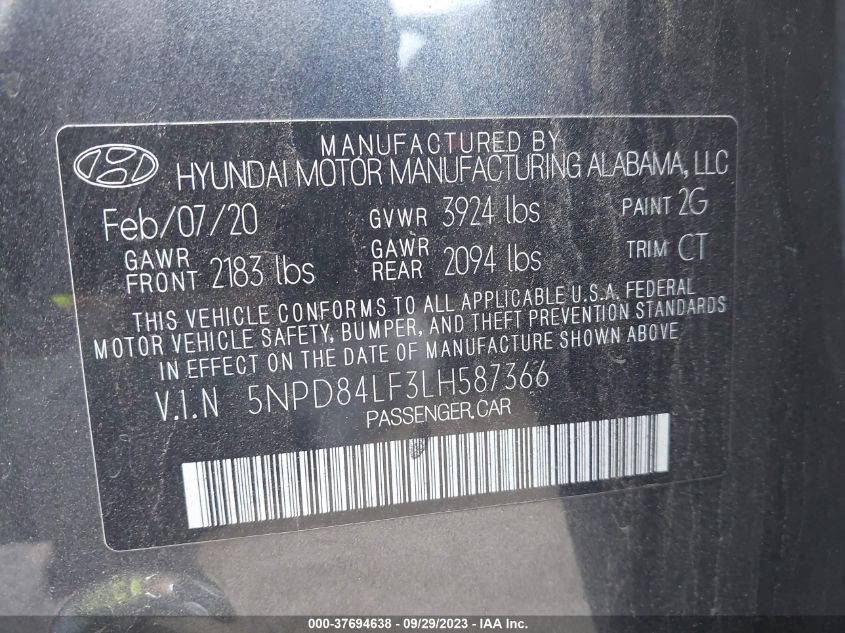 MANUFACTURED BY
HYUNDAI MOTOR MANUFACTURING ALABAMA, LLC
Feb/07/20 GVWR 3924 lbs PAINT 2G
GAWR FRONT 2183 lbs GAWR REAR 2094 lbs TRIM CT
THIS VEHICLE CONFORMS TO ALL APPLICABLE U.S.A. FEDERAL
MOTOR VEHICLE SAFETY, BUMPER, AND THEFT PREVENTION STANDARDS
IN EFFECT ON THE DATE OF MANUFACTURE SHOWN ABOVE
V.I.N 5NPD84LF3LH587366
PASSENGER.CAR
000-37694638 - 09/29/2023 - IAA Inc.